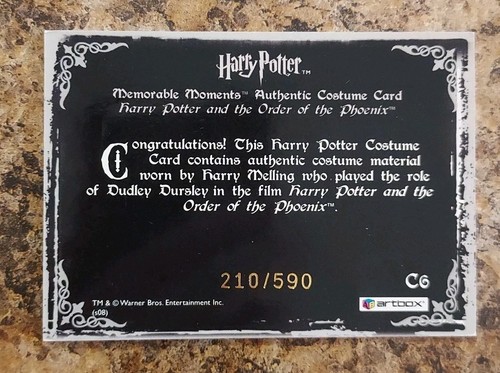 Harry Potter™
Memorable Moments™ Authentic Costume Card
Harry Potter and the Order of the Phoenix™
Congratulations! This Harry Potter Costume
Card contains authentic costume material
worn by Harry Melling who played the role
of Dudley Dursley in the film Harry Potter and the
Order of the Phoenix™.
210/590
C6
TM & © Warner Bros. Entertainment Inc.
(s08)
artbox®